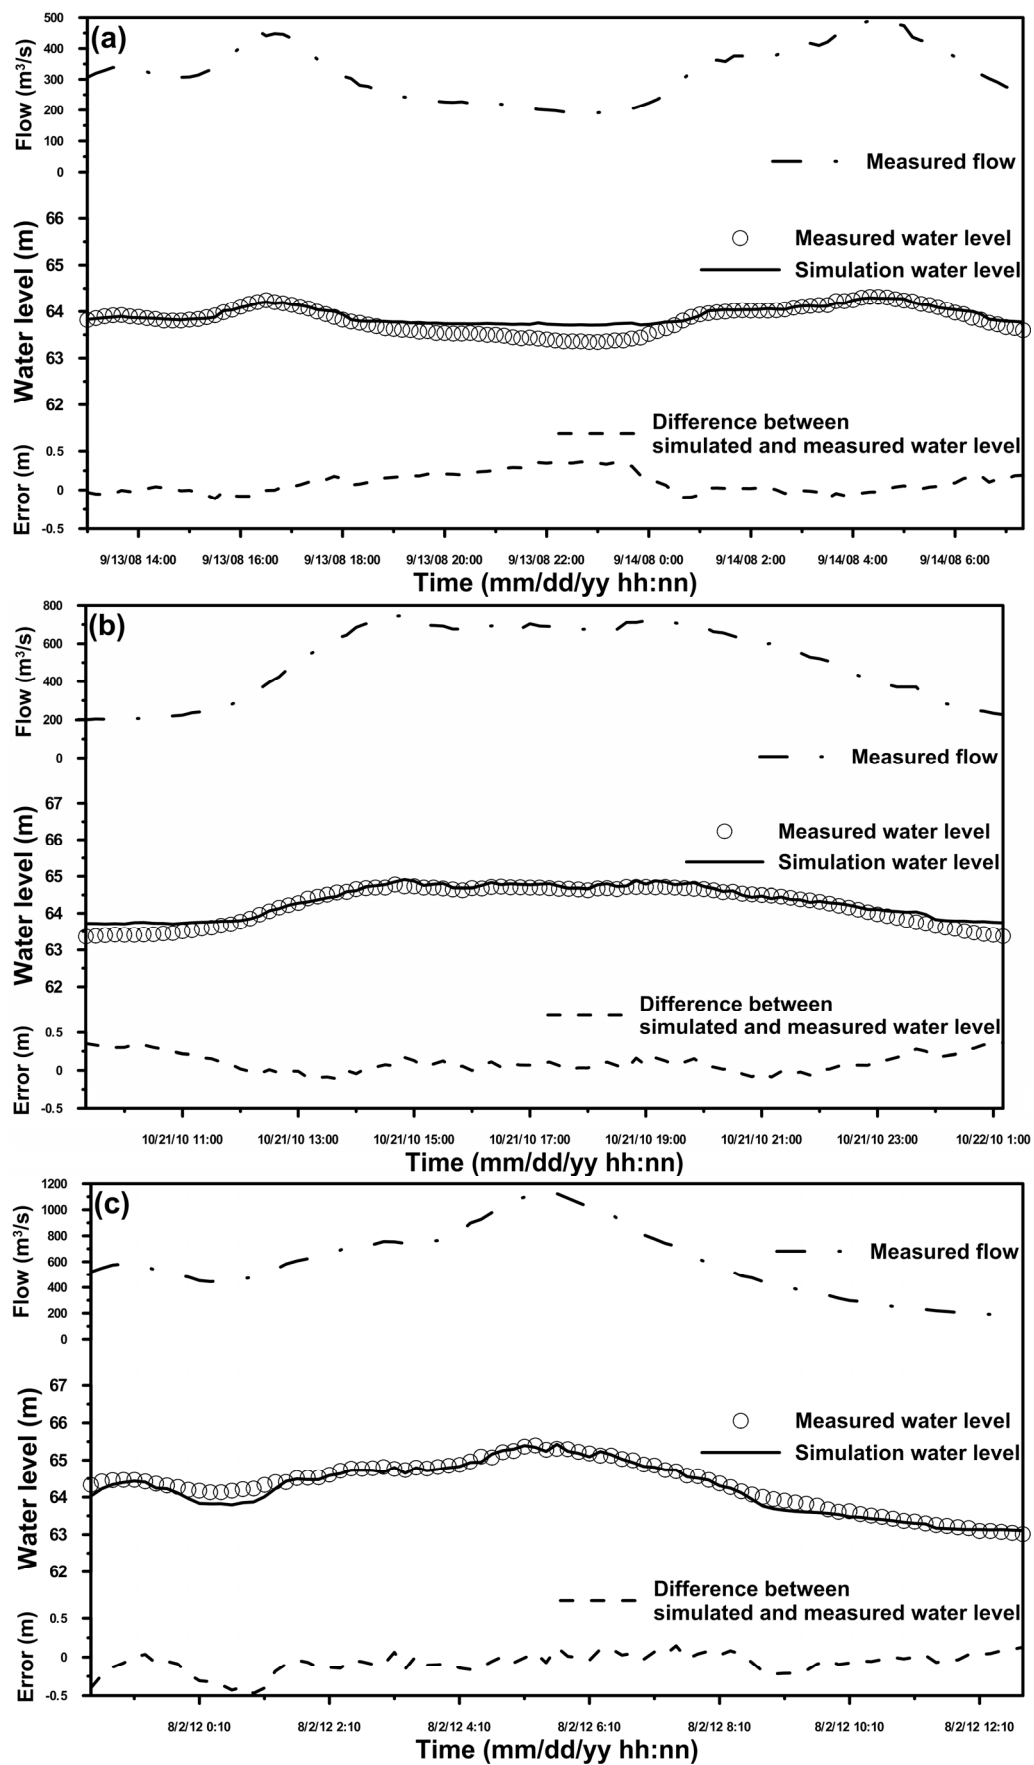 (a)
500
400
300
200
100
0
Flow (m³/s)
Measured flow
66
65
64
63
62
Water level (m)
Measured water level
Simulation water level
Difference between
simulated and measured water level
0.5
0
-0.5
Error (m)
9/13/08 14:00 9/13/08 16:00 9/13/08 18:00 9/13/08 20:00 9/13/08 22:00 9/14/08 0:00 9/14/08 2:00 9/14/08 4:00 9/14/08 6:00
Time (mm/dd/yy hh:nn)
(b)
800
600
400
200
0
Flow (m³/s)
Measured flow
67
66
65
64
63
62
Water level (m)
Measured water level
Simulation water level
Difference between
simulated and measured water level
0.5
0
-0.5
Error (m)
10/21/10 11:00 10/21/10 13:00 10/21/10 15:00 10/21/10 17:00 10/21/10 19:00 10/21/10 21:00 10/21/10 23:00 10/22/10 1:00
Time (mm/dd/yy hh:nn)
(c)
1200
1000
800
600
400
200
0
Flow (m³/s)
Measured flow
67
66
65
64
63
62
Water level (m)
Measured water level
Simulation water level
Difference between
simulated and measured water level
0.5
0
-0.5
Error (m)
8/2/12 0:10 8/2/12 2:10 8/2/12 4:10 8/2/12 6:10 8/2/12 8:10 8/2/12 10:10 8/2/12 12:10
Time (mm/dd/yy hh:nn)